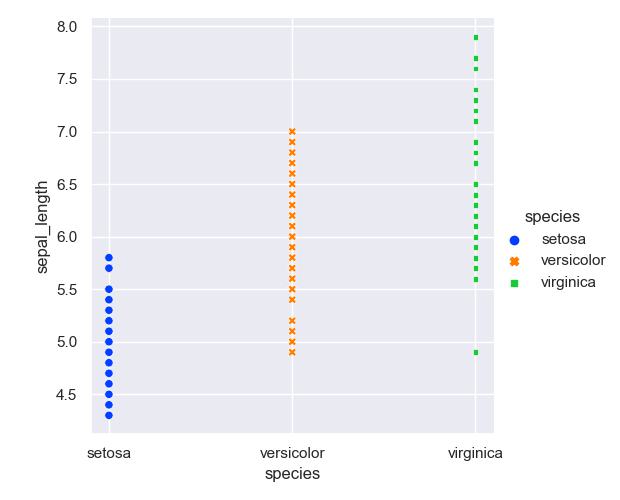 8.0
7.5
7.0
6.5
6.0
5.5
5.0
4.5
sepal_length
setosa versicolor virginica
species
species
setosa
versicolor
virginica